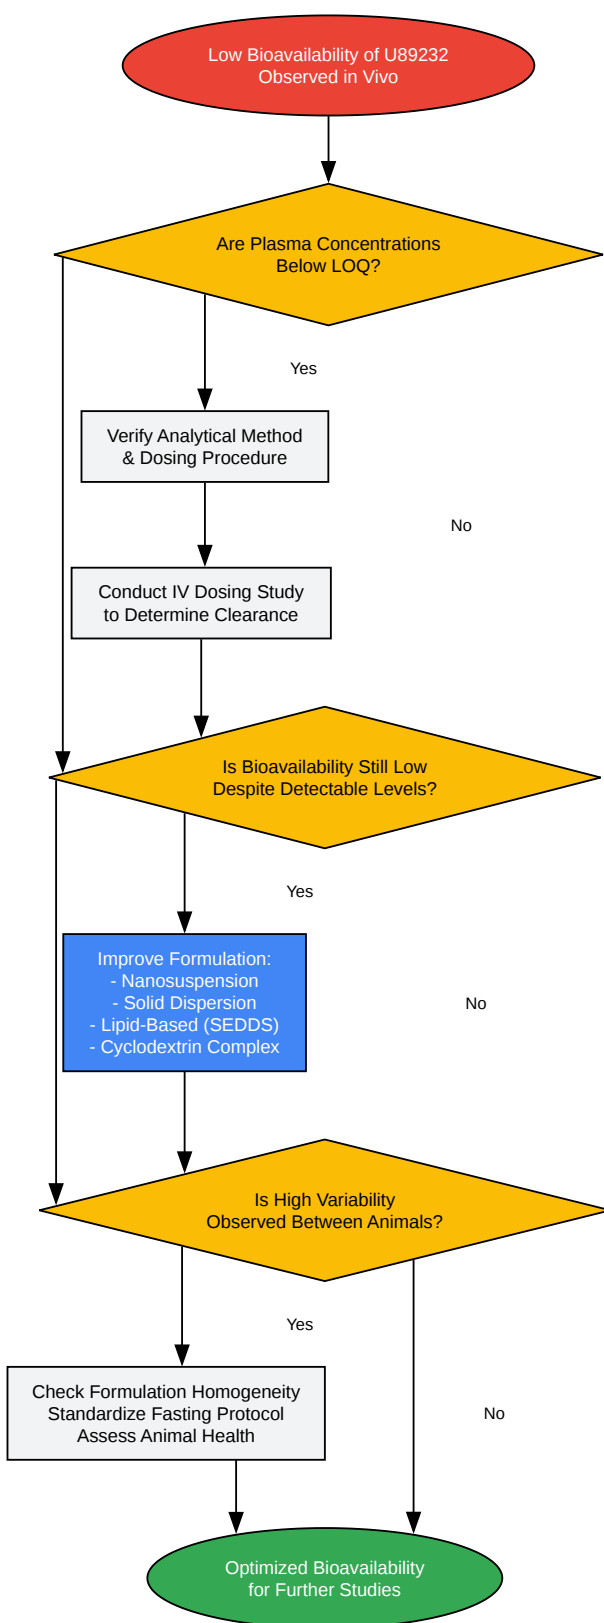 Low Bioavailability of U89232
Observed in Vivo
Are Plasma Concentrations
Below LOQ?
Yes
Verify Analytical Method
& Dosing Procedure
No
Conduct IV Dosing Study
to Determine Clearance
Is Bioavailability Still Low
Despite Detectable Levels?
Yes
Improve Formulation:
- Nanosuspension
- Solid Dispersion
- Lipid-Based (SEDDS)
- Cyclodextrin Complex
No
Is High Variability
Observed Between Animals?
Yes
Check Formulation Homogeneity
Standardize Fasting Protocol
Assess Animal Health
No
Optimized Bioavailability
for Further Studies